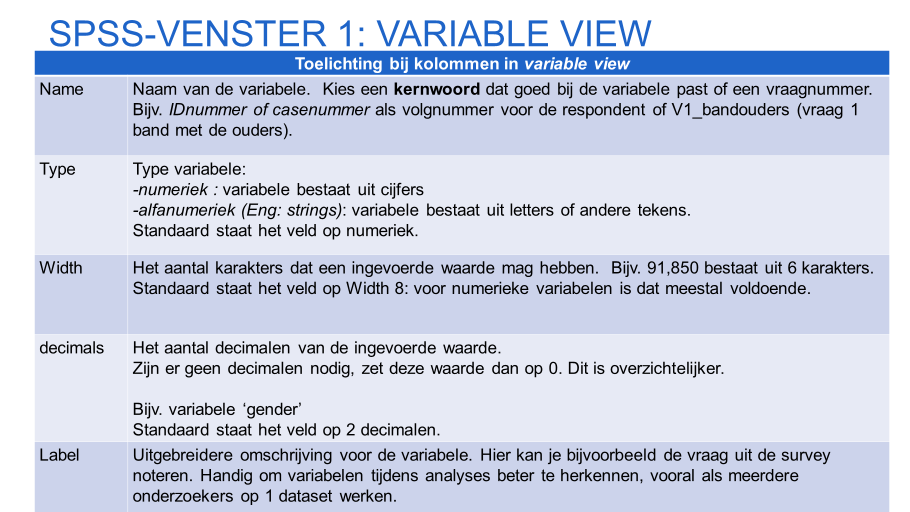 SPSS-VENSTER 1: VARIABLE VIEW
Toelichting bij kolommen in variable view
Name
Naam van de variabele.  Kies een kernwoord dat goed bij de variabele past of een vraagnummer.
Bijv. IDnummer of casenummer als volgnummer voor de respondent of V1_bandouders (vraag 1
band met de ouders).
Type
Type variabele:
-numeriek : variabele bestaat uit cijfers
-alfanumeriek (Eng: strings): variabele bestaat uit letters of andere tekens.
Standaard staat het veld op numeriek.
Width
Het aantal karakters dat een ingevoerde waarde mag hebben.  Bijv. 91,850 bestaat uit 6 karakters.
Standaard staat het veld op Width 8: voor numerieke variabelen is dat meestal voldoende.
decimals
Het aantal decimalen van de ingevoerde waarde.
Zijn er geen decimalen nodig, zet deze waarde dan op 0. Dit is overzichtelijker.
Bijv. variabele ‘gender’
Standaard staat het veld op 2 decimalen.
Label
Uitgebreidere omschrijving voor de variabele. Hier kan je bijvoorbeeld de vraag uit de survey
noteren. Handig om variabelen tijdens analyses beter te herkennen, vooral als meerdere
onderzoekers op 1 dataset werken.